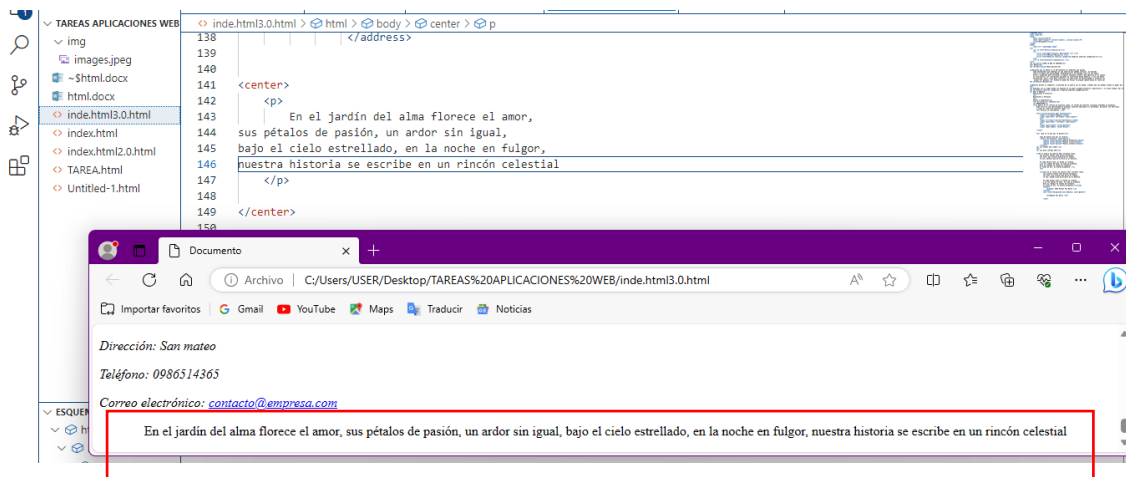 TAREAS APLICACIONES WEB
img
images.jpeg
~$html.docx
html.docx
inde.html3.0.html
index.html
index.html2.0.html
TAREA.html
Untitled-1.html
inde.html3.0.html > html > body > center > p
138 </address>
139
140
141 <center>
142 <p>
143 En el jardín del alma florece el amor,
144 sus pétalos de pasión, un ardor sin igual,
145 bajo el cielo estrellado, en la noche en fulgor,
146 nuestra historia se escribe en un rincón celestial
147 </p>
148
149 </center>
150
Documento
Archivo | C:/Users/USER/Desktop/TAREAS%20APLICACIONES%20WEB/inde.html3.0.html
Importar favoritos Gmail YouTube Maps Traducir Noticias
Dirección: San mateo
Teléfono: 0986514365
Correo electrónico: contacto@empresa.com
En el jardín del alma florece el amor, sus pétalos de pasión, un ardor sin igual, bajo el cielo estrellado, en la noche en fulgor, nuestra historia se escribe en un rincón celestial